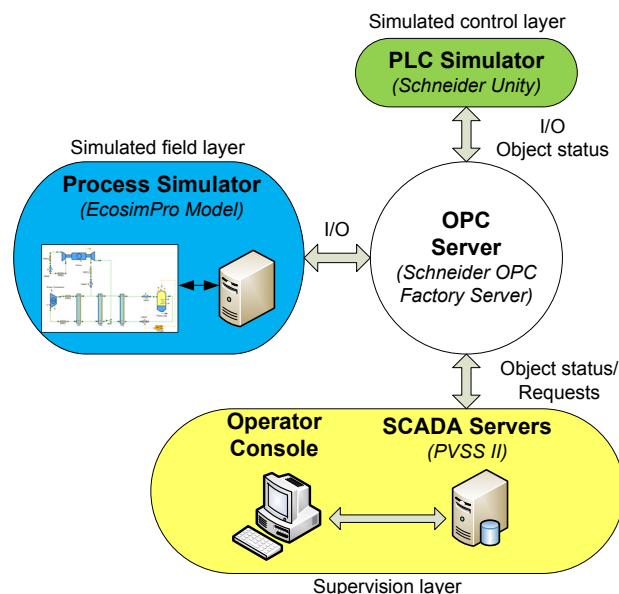 Simulated control layer
PLC Simulator
(Schneider Unity)
I/O
Object status
Simulated field layer
Process Simulator
(EcosimPro Model)
I/O
OPC
Server
(Schneider OPC
Factory Server)
Object status/
Requests
Operator
Console
SCADA Servers
(PVSS II)
Supervision layer